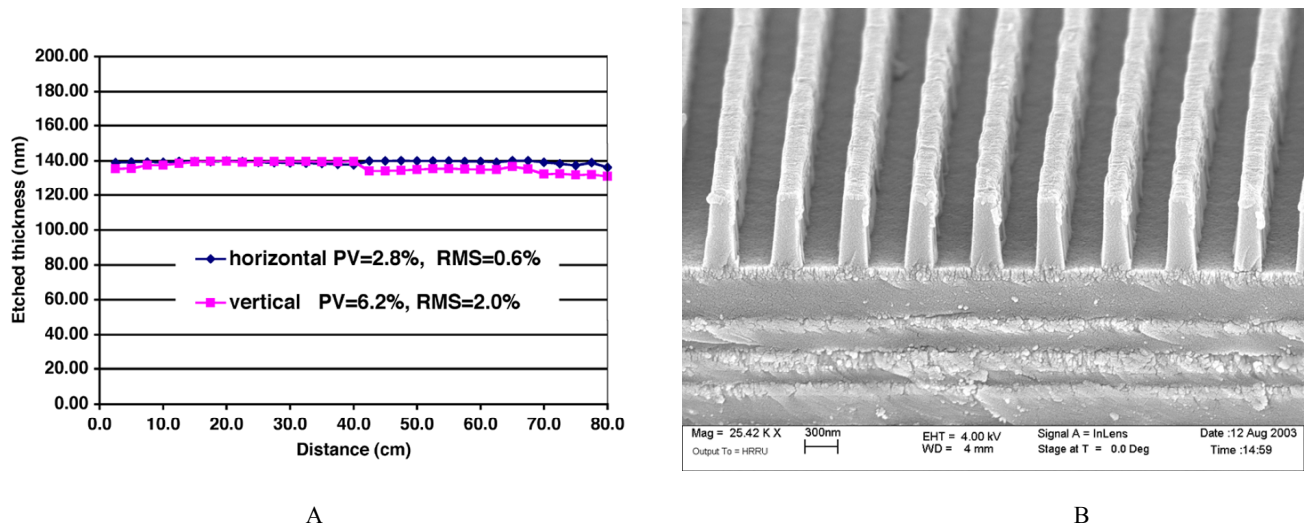 200.00
180.00
160.00
140.00
120.00
100.00
80.00
60.00
40.00
20.00
0.00
Etched thickness (nm)
horizontal PV=2.8%, RMS=0.6%
vertical PV=6.2%, RMS=2.0%
0.0 10.0 20.0 30.0 40.0 50.0 60.0 70.0 80.0
Distance (cm)
A
Mag = 25.42 K X 300nm EHT = 4.00 kV Signal A = InLens Date :12 Aug 2003
Output To = HRRU WD = 4 mm Stage at T = 0.0 Deg Time :14:59
B